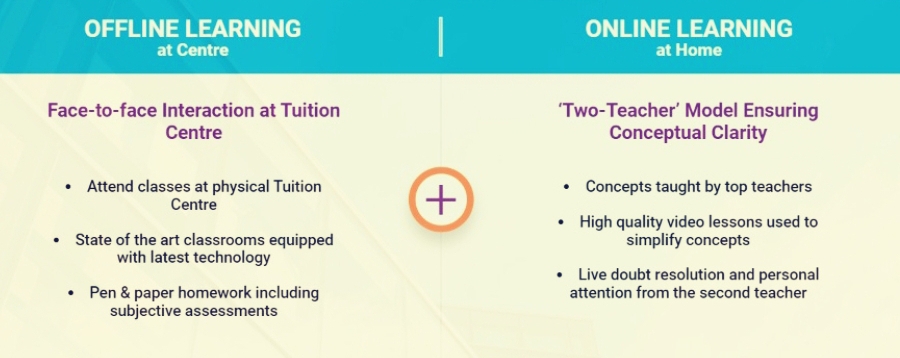 OFFLINE LEARNING
at Centre
Face-to-face Interaction at Tuition
Centre
• Attend classes at physical Tuition
Centre
• State of the art classrooms equipped
with latest technology
• Pen & paper homework including
subjective assessments
+
ONLINE LEARNING
at Home
‘Two-Teacher’ Model Ensuring
Conceptual Clarity
• Concepts taught by top teachers
• High quality video lessons used to
simplify concepts
• Live doubt resolution and personal
attention from the second teacher